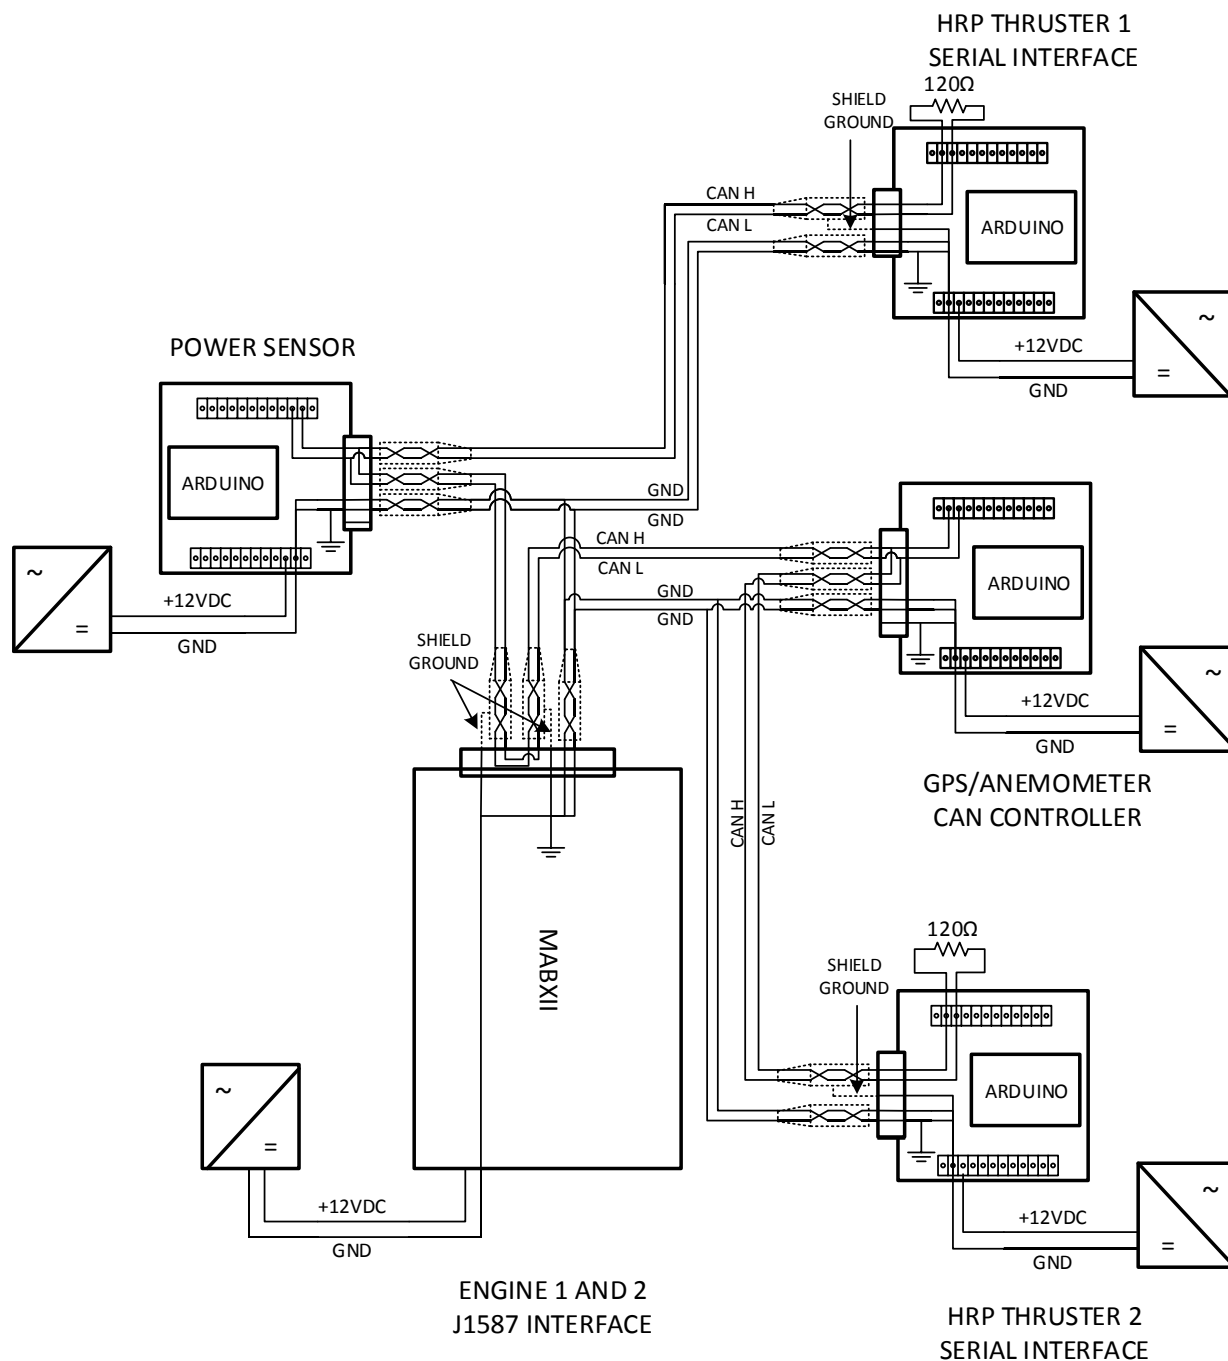 HRP THRUSTER 1
SERIAL INTERFACE
120Ω
SHIELD
GROUND
CAN H
CAN L
ARDUINO
~
=
+12VDC
GND
POWER SENSOR
ARDUINO
~
=
+12VDC
GND
GND
GND
CAN H
CAN L
GND
GND
ARDUINO
~
=
+12VDC
GND
SHIELD
GROUND
GPS/ANEMOMETER
CAN CONTROLLER
CAN H
CAN L
MABXII
120Ω
SHIELD
GROUND
ARDUINO
~
=
+12VDC
GND
~
=
+12VDC
GND
ENGINE 1 AND 2
J1587 INTERFACE
HRP THRUSTER 2
SERIAL INTERFACE